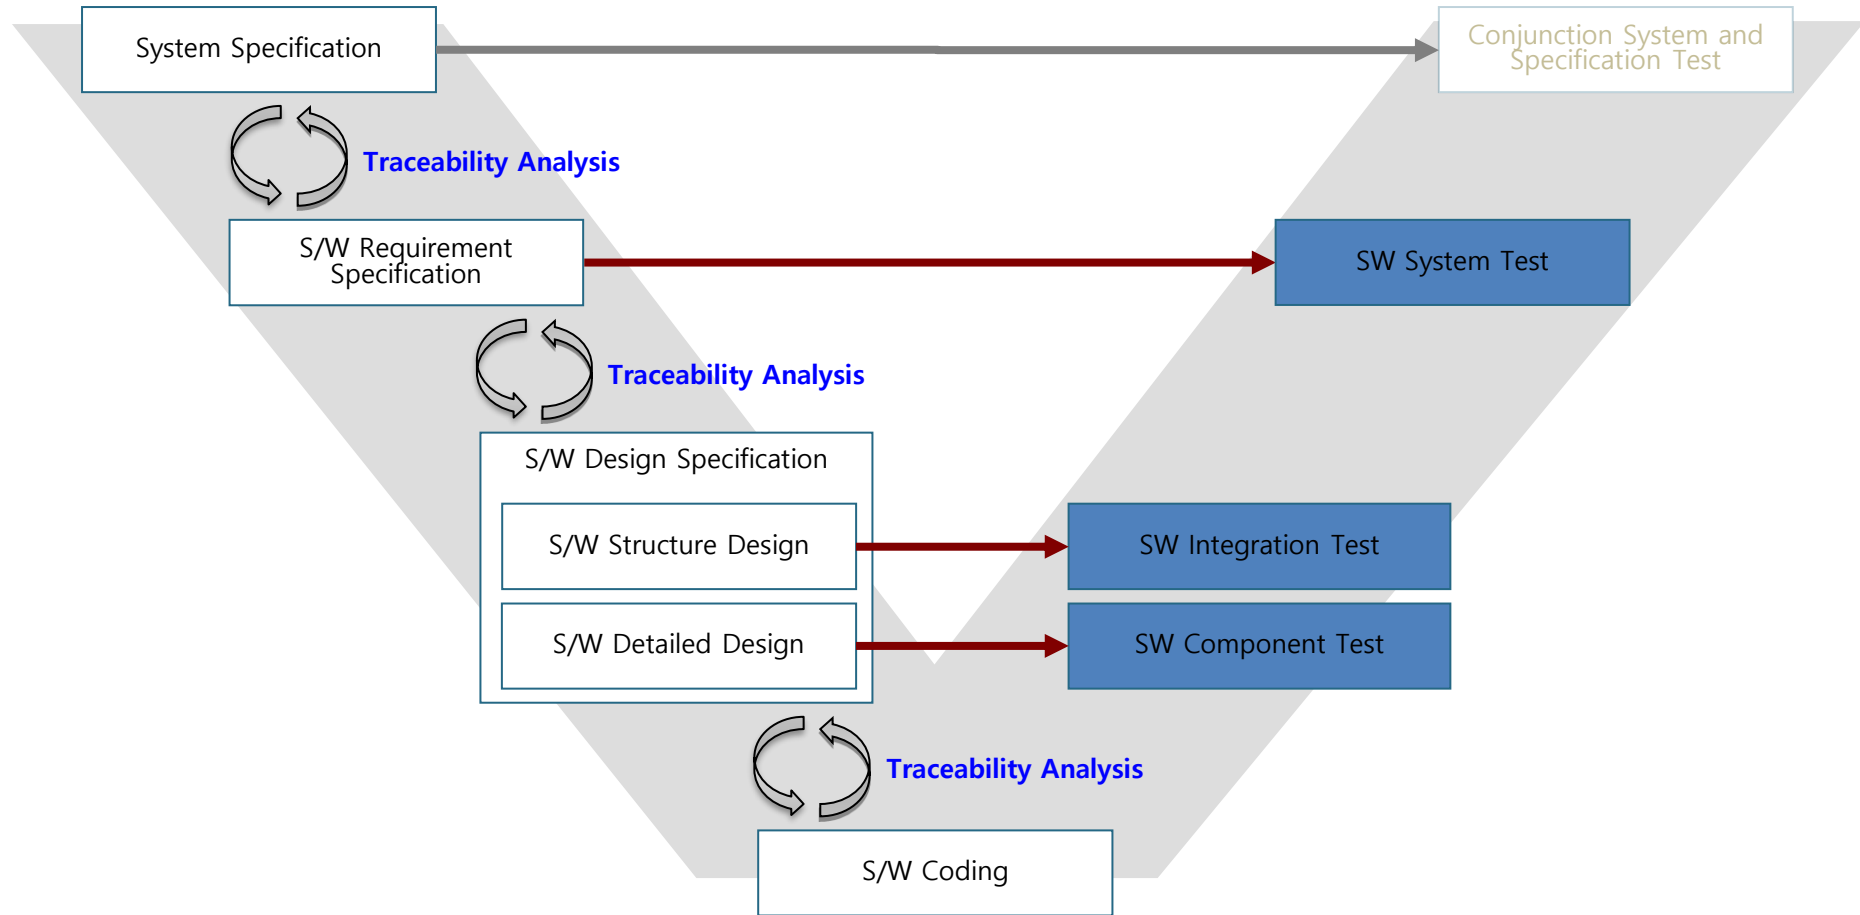 System Specification
Conjunction System and
Specification Test
Traceability Analysis
S/W Requirement
Specification
SW System Test
Traceability Analysis
S/W Design Specification
S/W Structure Design
SW Integration Test
S/W Detailed Design
SW Component Test
Traceability Analysis
S/W Coding